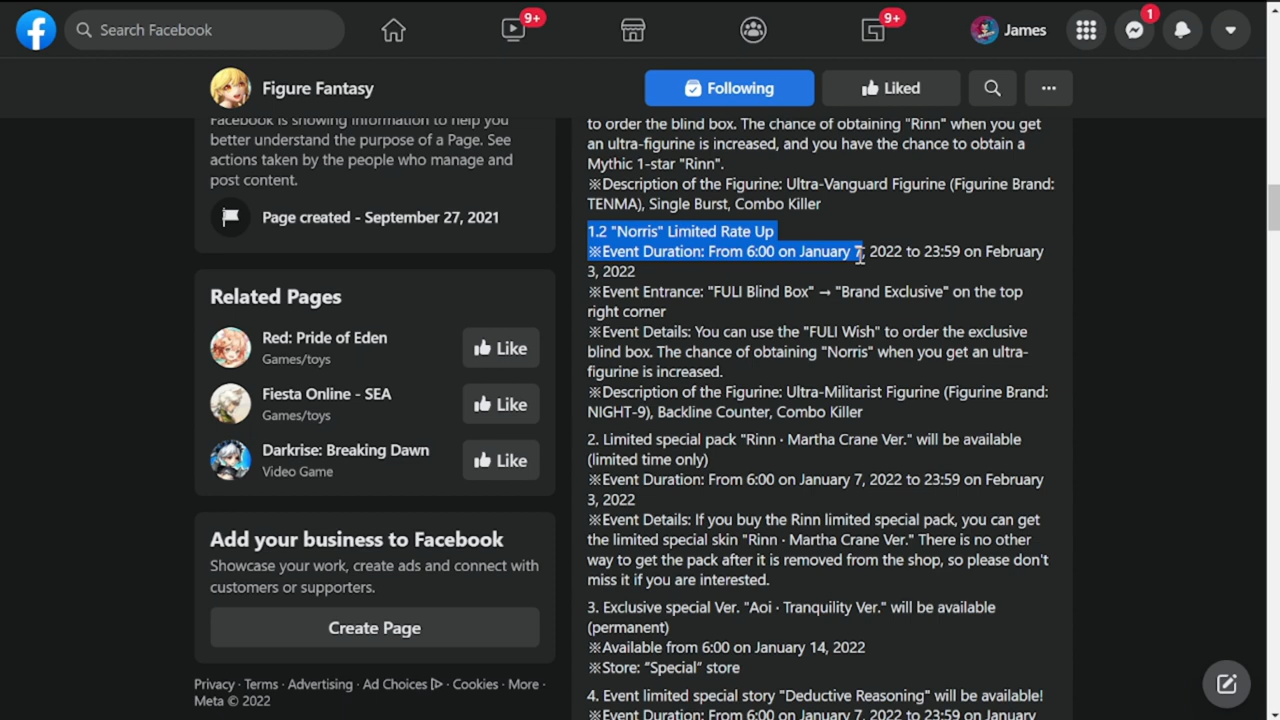 Search Facebook
9+
9+
James
1
Figure Fantasy
Following
Liked
Facebook is showing information to help you
better understand the purpose of a Page. See
actions taken by the people who manage and
post content.
Page created - September 27, 2021
Related Pages
Red: Pride of Eden
Games/toys
Like
Fiesta Online - SEA
Games/toys
Like
Darkrise: Breaking Dawn
Video Game
Like
Add your business to Facebook
Showcase your work, create ads and connect with
customers or supporters.
Create Page
Privacy · Terms · Advertising · Ad Choices · Cookies · More ·
Meta © 2022
to order the blind box. The chance of obtaining "Rinn" when you get
an ultra-figurine is increased, and you have the chance to obtain a
Mythic 1-star "Rinn".
※Description of the Figurine: Ultra-Vanguard Figurine (Figurine Brand:
TENMA), Single Burst, Combo Killer
1.2 "Norris" Limited Rate Up
※Event Duration: From 6:00 on January 7, 2022 to 23:59 on February
3, 2022
※Event Entrance: "FULI Blind Box" → "Brand Exclusive" on the top
right corner
※Event Details: You can use the "FULI Wish" to order the exclusive
blind box. The chance of obtaining "Norris" when you get an ultra-
figurine is increased.
※Description of the Figurine: Ultra-Militarist Figurine (Figurine Brand:
NIGHT-9), Backline Counter, Combo Killer
2. Limited special pack "Rinn · Martha Crane Ver." will be available
(limited time only)
※Event Duration: From 6:00 on January 7, 2022 to 23:59 on February
3, 2022
※Event Details: If you buy the Rinn limited special pack, you can get
the limited special skin "Rinn · Martha Crane Ver." There is no other
way to get the pack after it is removed from the shop, so please don't
miss it if you are interested.
3. Exclusive special Ver. "Aoi · Tranquility Ver." will be available
(permanent)
※Available from 6:00 on January 14, 2022
※Store: "Special" store
4. Event limited special story "Deductive Reasoning" will be available!
※Event Duration: From 6:00 on January 7, 2022 to 23:59 on January